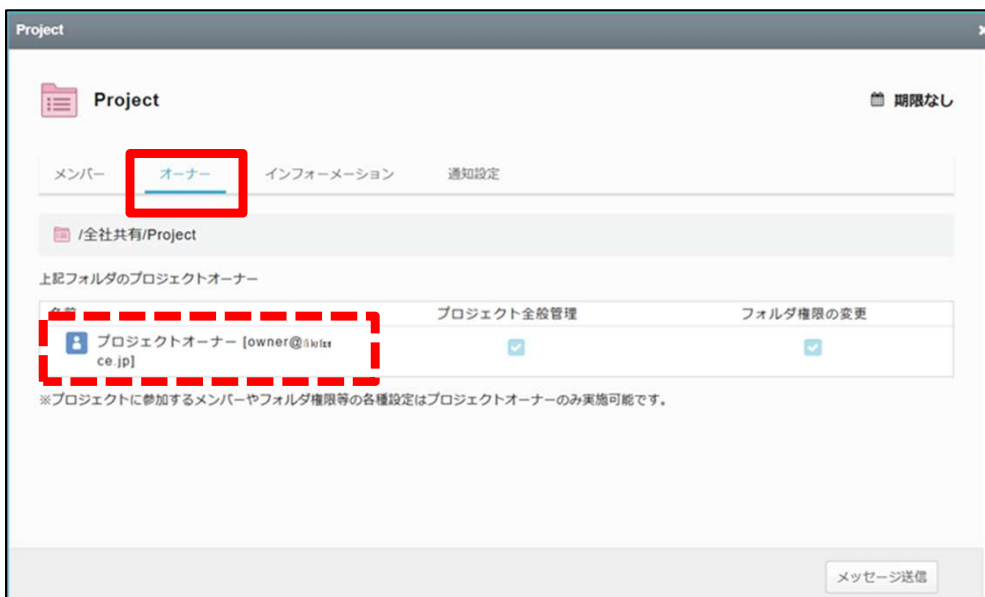 Project
Project
期限なし
メンバー オーナー インフォーメーション 通知設定
/全社共有/Project
上記フォルダのプロジェクトオーナー
名前 プロジェクト全般管理 フォルダ権限の変更
プロジェクトオーナー [owner@
ce.jp]
※プロジェクトに参加するメンバーやフォルダ権限等の各種設定はプロジェクトオーナーのみ実施可能です。
メッセージ送信